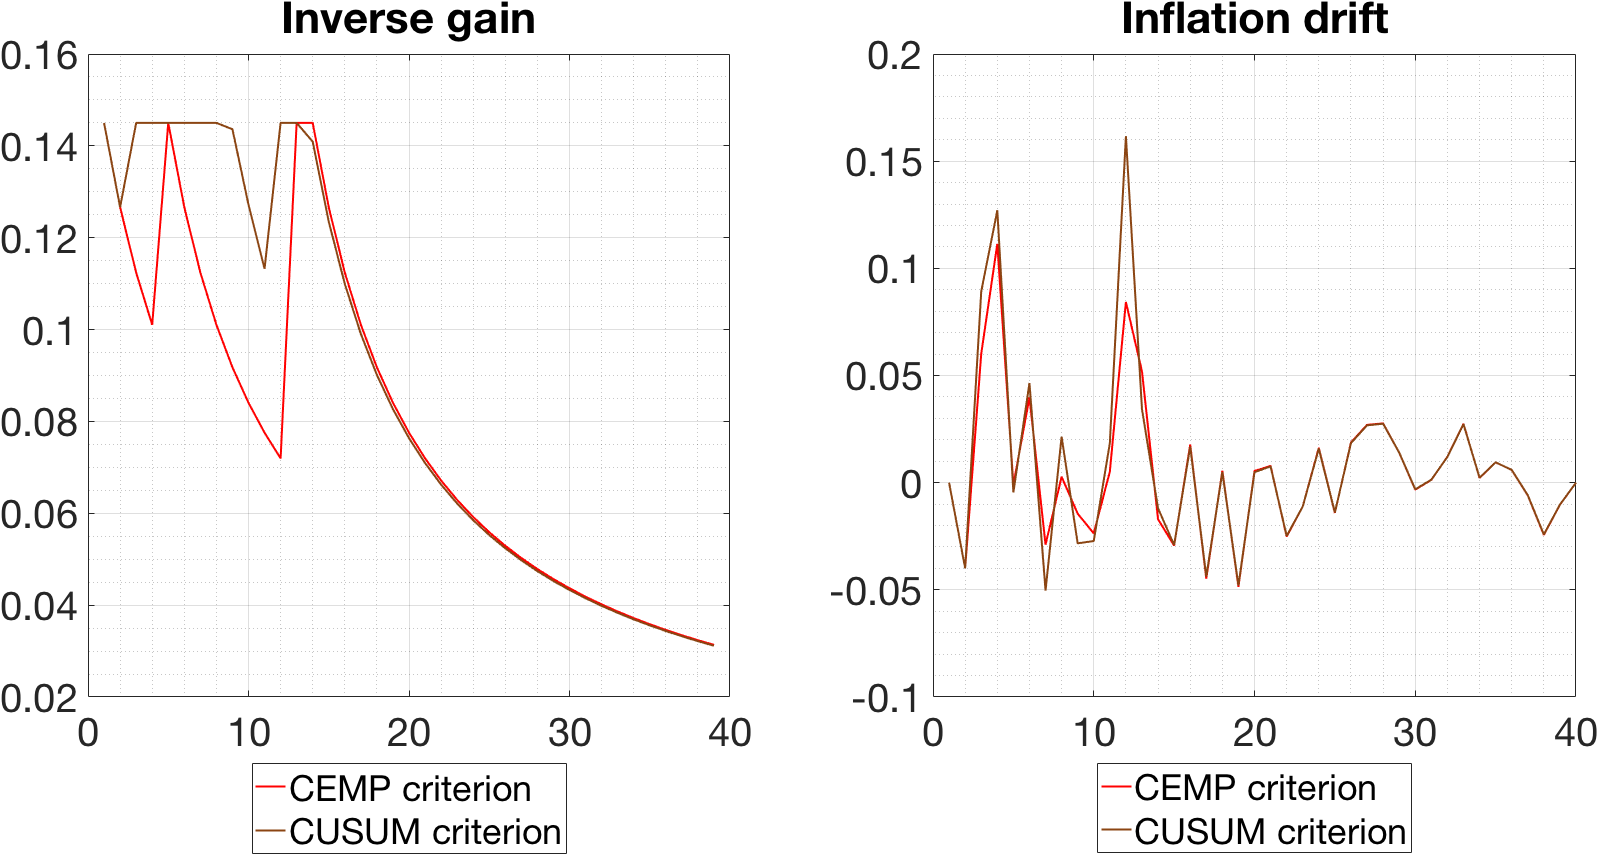 Inverse gain
0.16
0.14
0.12
0.1
0.08
0.06
0.04
0.02
0 10 20 30 40
CEMP criterion
CUSUM criterion
Inflation drift
0.2
0.15
0.1
0.05
0
-0.05
-0.1
0 10 20 30 40
CEMP criterion
CUSUM criterion